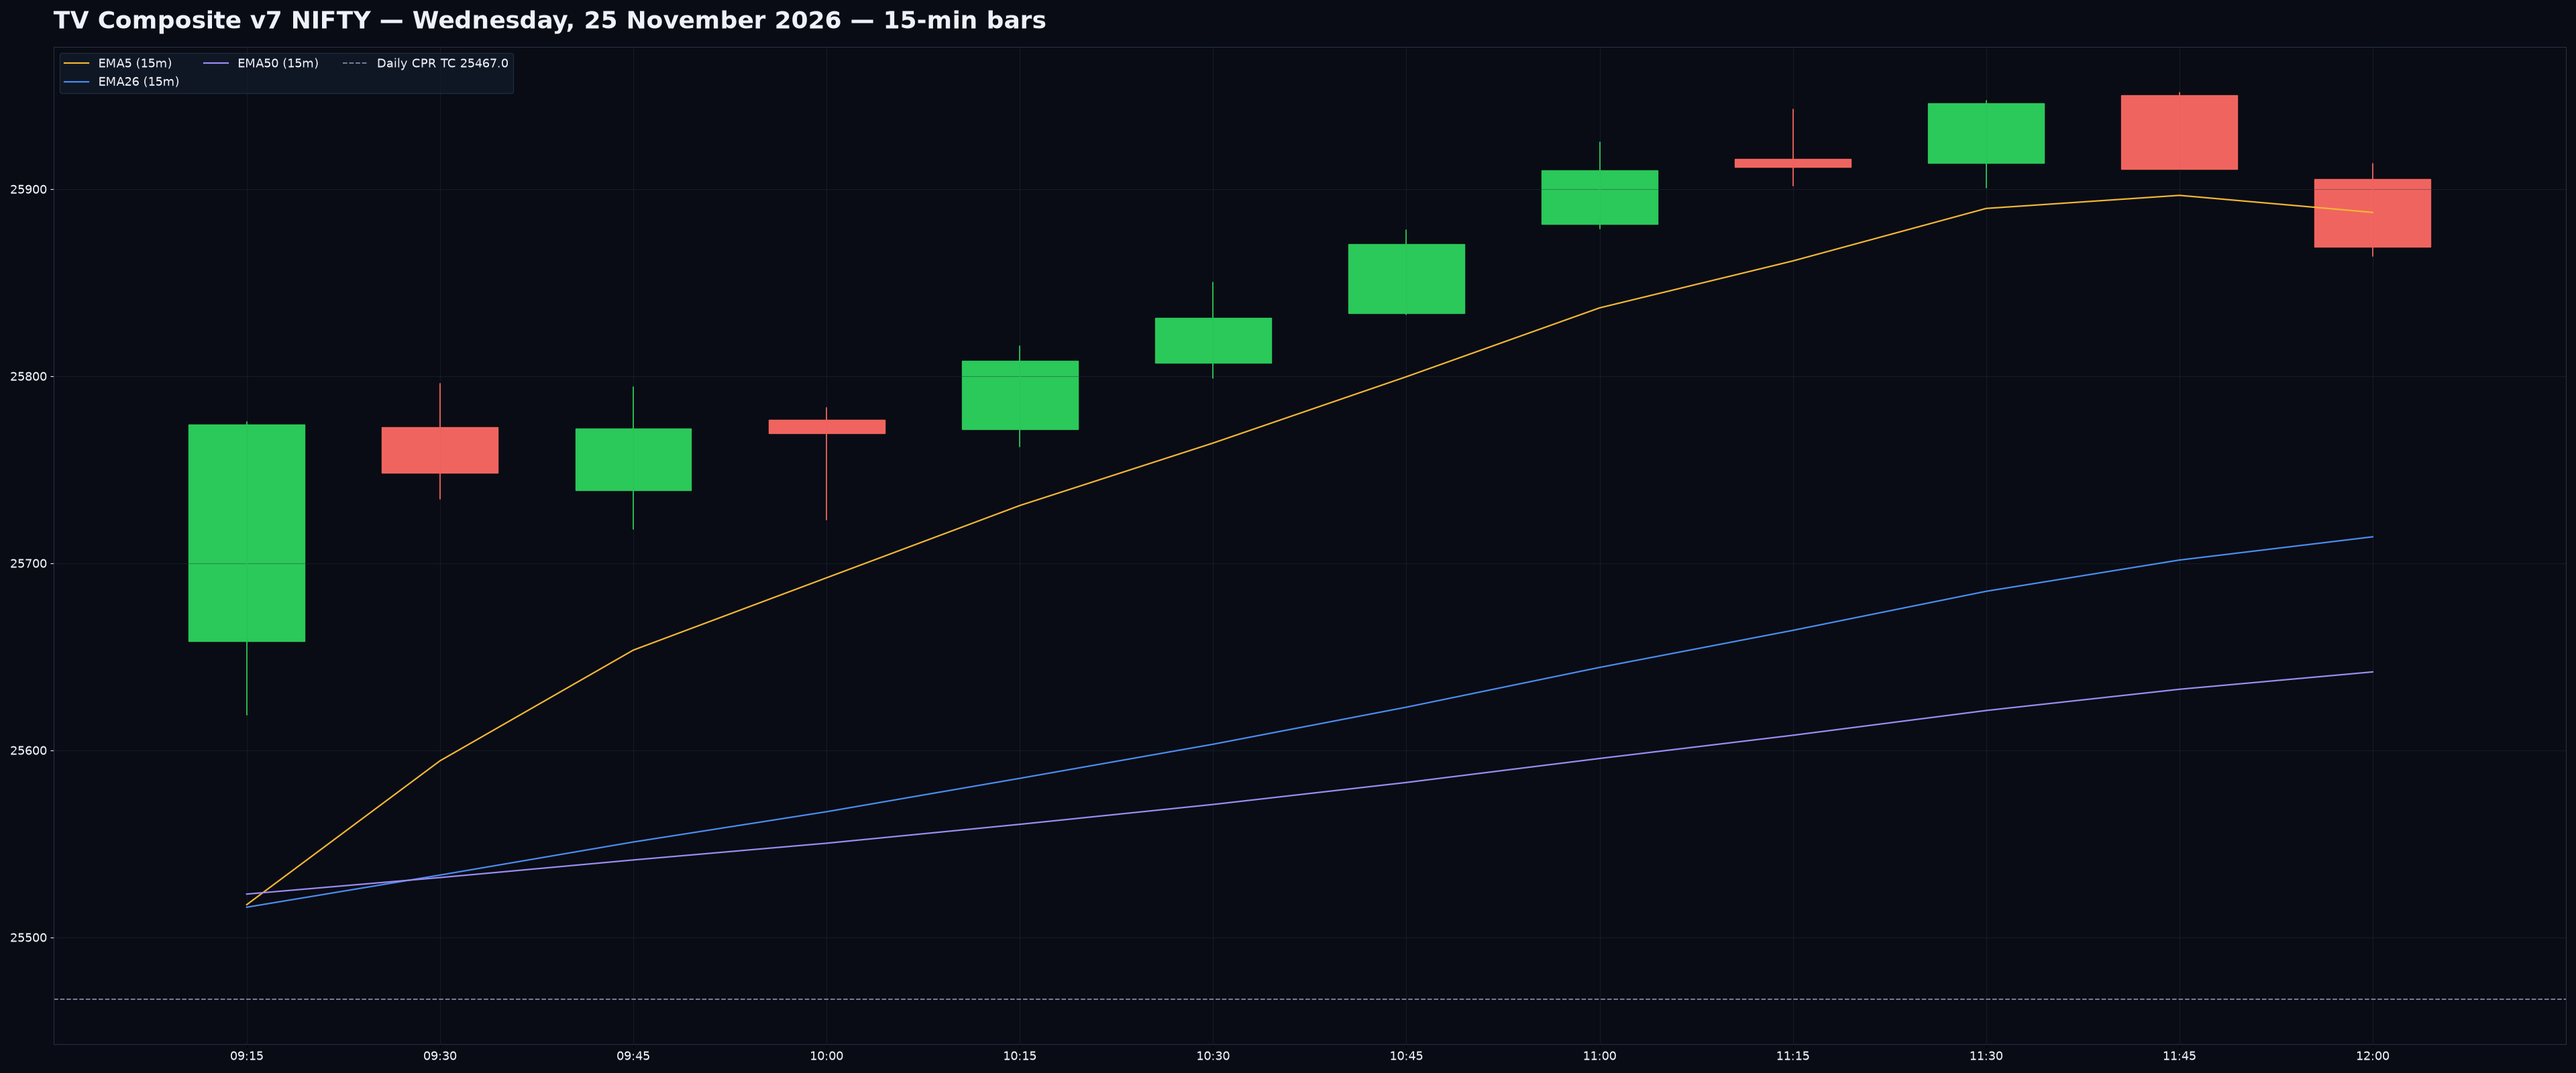 TV Composite v7 NIFTY — Wednesday, 25 November 2026 — 15-min bars
EMA5 (15m)
EMA26 (15m)
EMA50 (15m)
Daily CPR TC 25467.0
25900
25800
25700
25600
25500
09:15 09:30 09:45 10:00 10:15 10:30 10:45 11:00 11:15 11:30 11:45 12:00